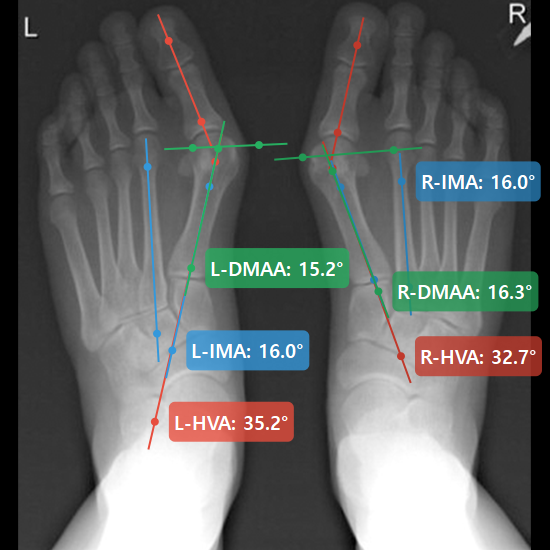 L
R
R-IMA: 16.0°
L-DMAA: 15.2°
R-DMAA: 16.3°
L-IMA: 16.0°
R-HVA: 32.7°
L-HVA: 35.2°